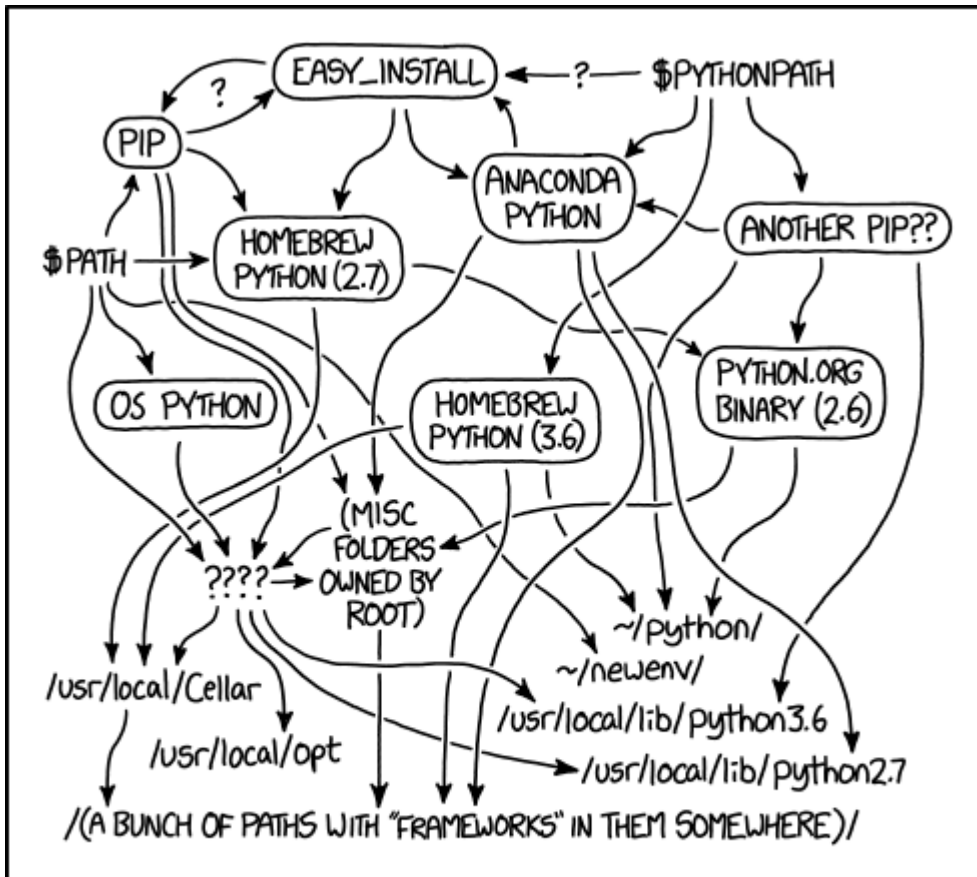 EASY_INSTALL
?
$PYTHONPATH
?
PIP
ANACONDA
PYTHON
ANOTHER PIP??
HOMEBREW
PYTHON (2.7)
$PATH
OS PYTHON
HOMEBREW
PYTHON (3.6)
PYTHON.ORG
BINARY (2.6)
(MISC
FOLDERS
OWNED BY
ROOT)
????
~/python/
~/newenv/
/usr/local/Cellar
/usr/local/lib/python3.6
/usr/local/opt
/usr/local/lib/python2.7
/(A BUNCH OF PATHS WITH "FRAMEWORKS" IN THEM SOMEWHERE)/